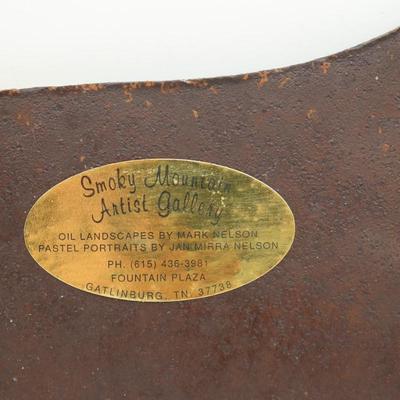 Smoky Mountain
Artist Gallery
OIL LANDSCAPES BY MARK NELSON
PASTEL PORTRAITS BY JAN MIRRA NELSON
PH. (615) 436-3981
FOUNTAIN PLAZA
GATLINBURG, TN. 37738